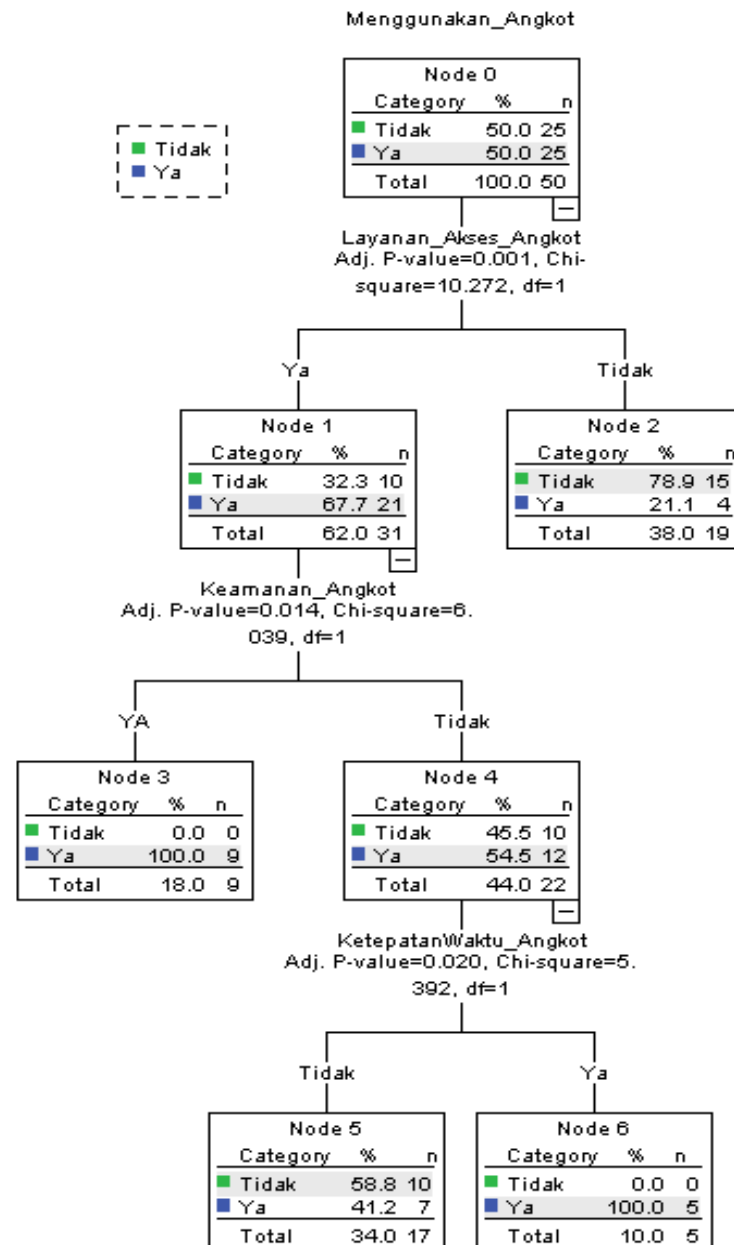 Menggunakan_Angkot
Node 0
Category % n
Tidak 50.0 25
Ya 50.0 25
Total 100.0 50
Tidak
Ya
Layanan_Akses_Angkot
Adj. P-value=0.001, Chi-
square=10.272, df=1
Ya
Tidak
Node 1
Category % n
Tidak 32.3 10
Ya 67.7 21
Total 62.0 31
Node 2
Category % n
Tidak 78.9 15
Ya 21.1 4
Total 38.0 19
Keamanan_Angkot
Adj. P-value=0.014, Chi-square=6.
039, df=1
YA
Tidak
Node 3
Category % n
Tidak 0.0 0
Ya 100.0 9
Total 18.0 9
Node 4
Category % n
Tidak 45.5 10
Ya 54.5 12
Total 44.0 22
KetepatanWaktu_Angkot
Adj. P-value=0.020, Chi-square=5.
392, df=1
Tidak
Ya
Node 5
Category % n
Tidak 58.8 10
Ya 41.2 7
Total 34.0 17
Node 6
Category % n
Tidak 0.0 0
Ya 100.0 5
Total 10.0 5